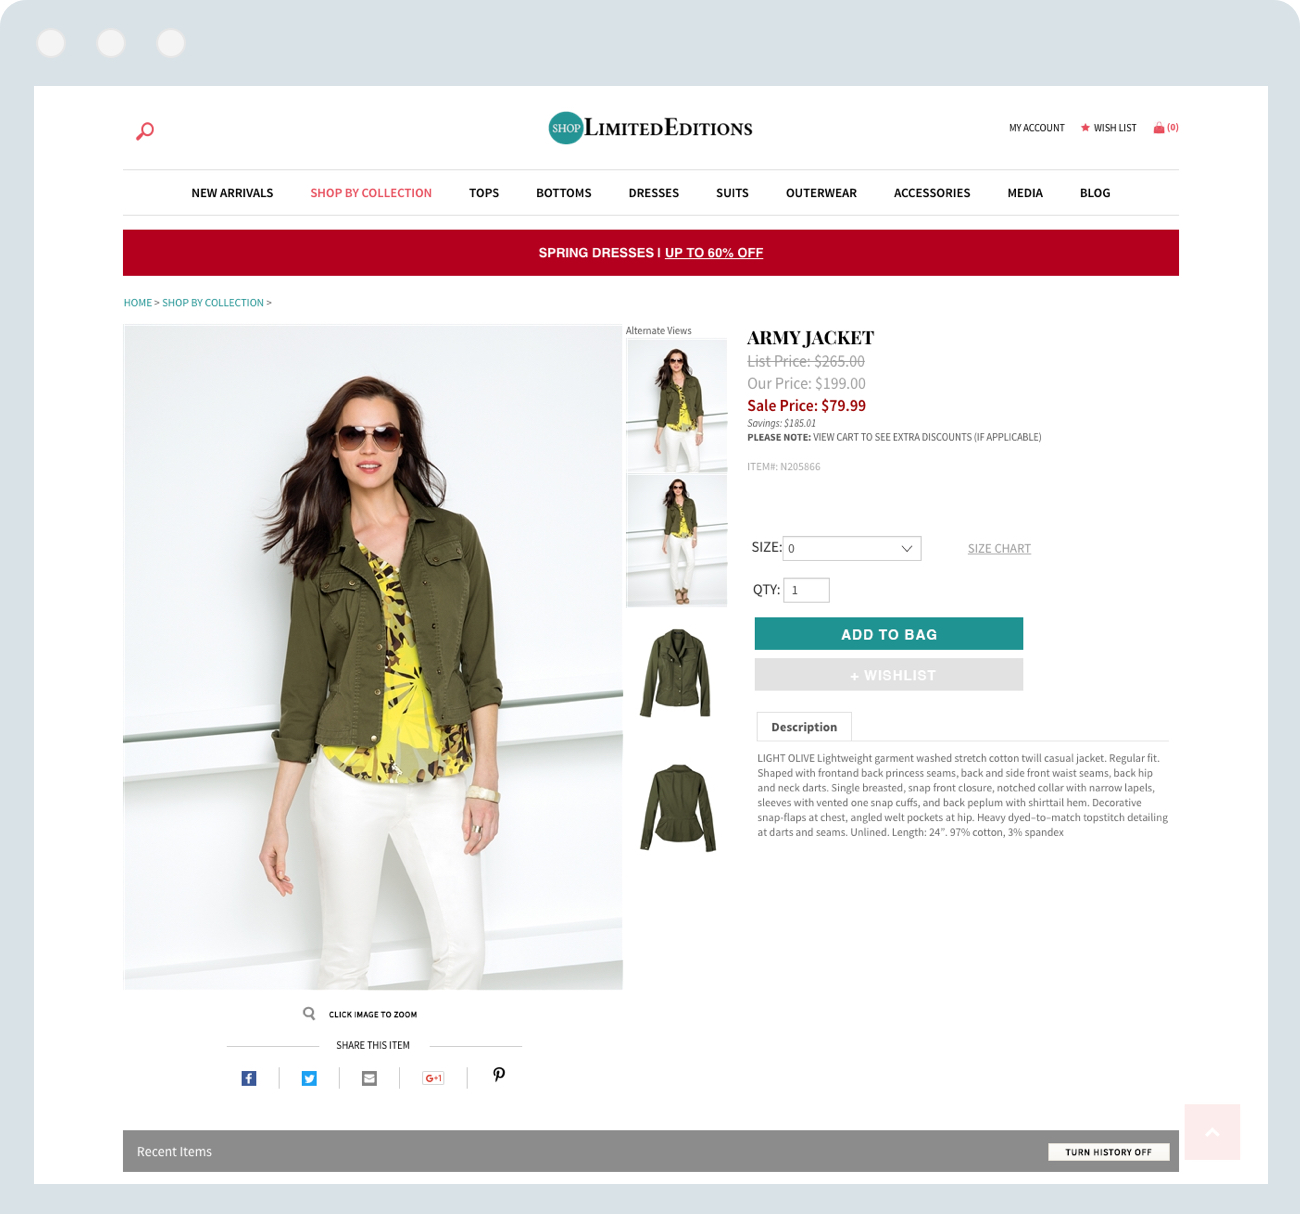 SHOP LIMITEDEDITIONS
MY ACCOUNT
WISH LIST
(0)
NEW ARRIVALS SHOP BY COLLECTION TOPS BOTTOMS DRESSES SUITS OUTERWEAR ACCESSORIES MEDIA BLOG
SPRING DRESSES | UP TO 60% OFF
HOME > SHOP BY COLLECTION >
Alternate Views
ARMY JACKET
List Price: $265.00
Our Price: $199.00
Sale Price: $79.99
Savings: $185.01
PLEASE NOTE: VIEW CART TO SEE EXTRA DISCOUNTS (IF APPLICABLE)
ITEM#: N205866
SIZE: 0
SIZE CHART
QTY: 1
ADD TO BAG
+ WISHLIST
Description
LIGHT OLIVE Lightweight garment washed stretch cotton twill casual jacket. Regular fit.
Shaped with frontand back princess seams, back and side front waist seams, back hip
and neck darts. Single breasted, snap front closure, notched collar with narrow lapels,
sleeves with vented one snap cuffs, and back peplum with shirttail hem. Decorative
snap-flaps at chest, angled welt pockets at hip. Heavy dyed-to-match topstitch detailing
at darts and seams. Unlined. Length: 24". 97% cotton, 3% spandex
CLICK IMAGE TO ZOOM
SHARE THIS ITEM
f
G+1
Recent Items
TURN HISTORY OFF